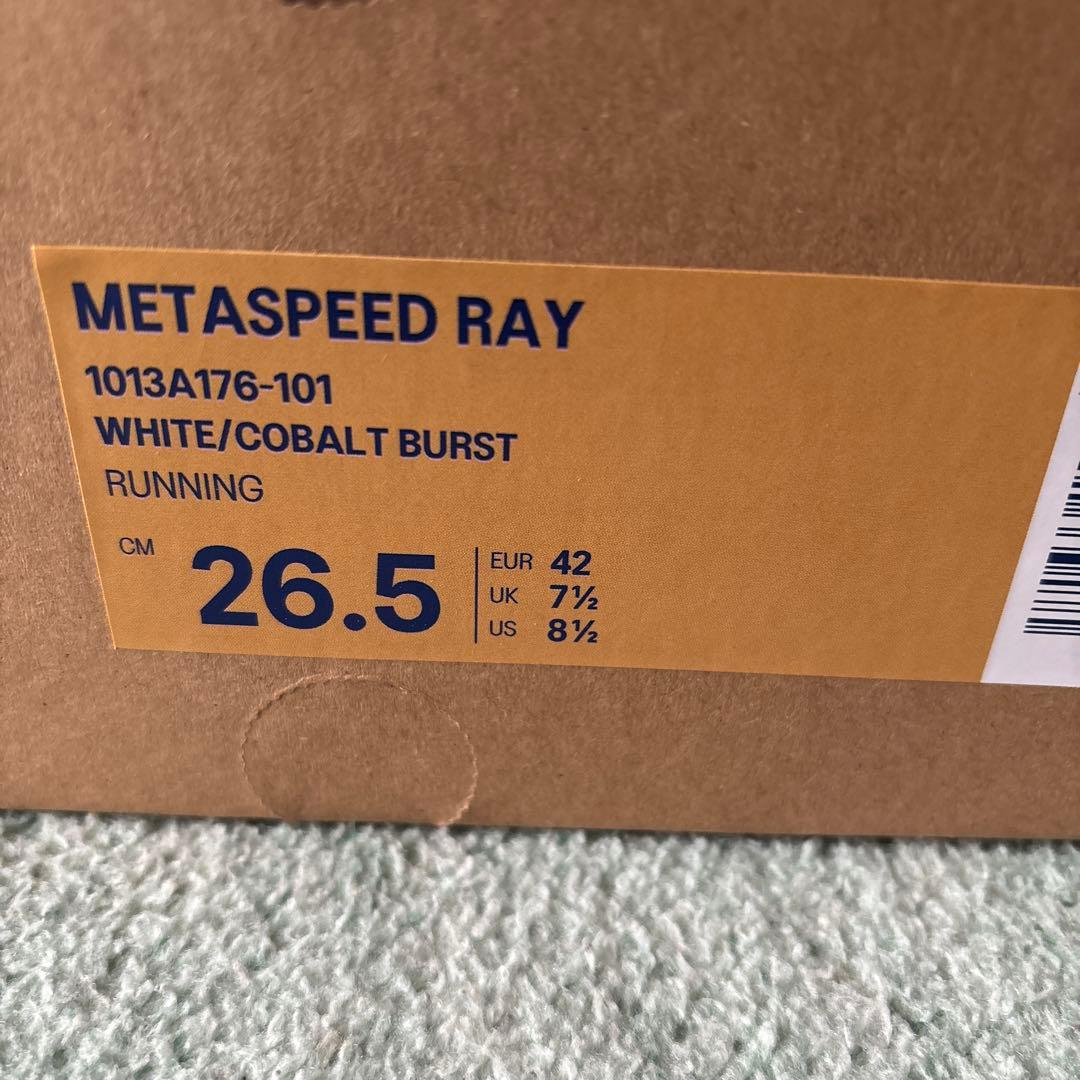 METASPEED RAY
1013A176-101
WHITE/COBALT BURST
RUNNING
CM 26.5
EUR 42
UK 7½
US 8½